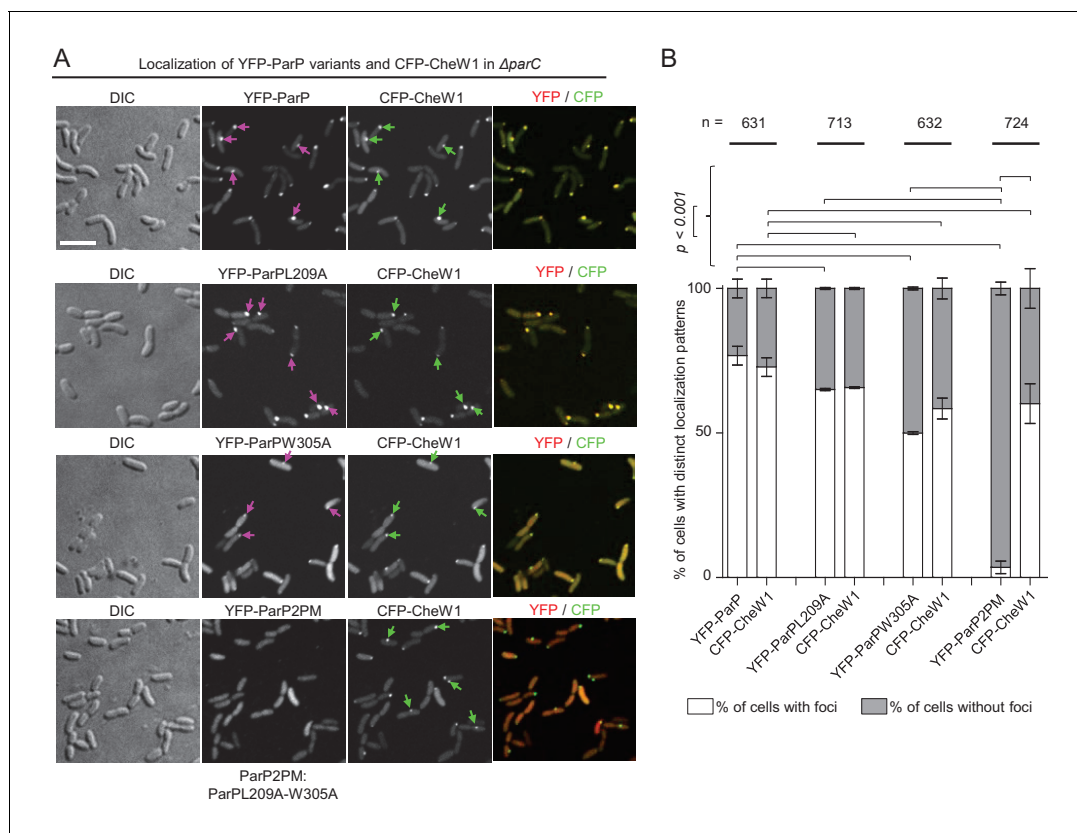 A
Localization of YFP-ParP variants and CFP-CheW1 in ΔparC
DIC YFP-ParP CFP-CheW1 YFP / CFP
DIC YFP-ParPL209A CFP-CheW1 YFP / CFP
DIC YFP-ParPW305A CFP-CheW1 YFP / CFP
DIC YFP-ParP2PM CFP-CheW1 YFP / CFP
ParP2PM:
ParPL209A-W305A
B
n = 631 713 632 724
p < 0.001
% of cells with distinct localization patterns
100
50
0
YFP-ParP
CFP-CheW1
YFP-ParPL209A
CFP-CheW1
YFP-ParPW305A
CFP-CheW1
YFP-ParP2PM
CFP-CheW1
% of cells with foci
% of cells without foci